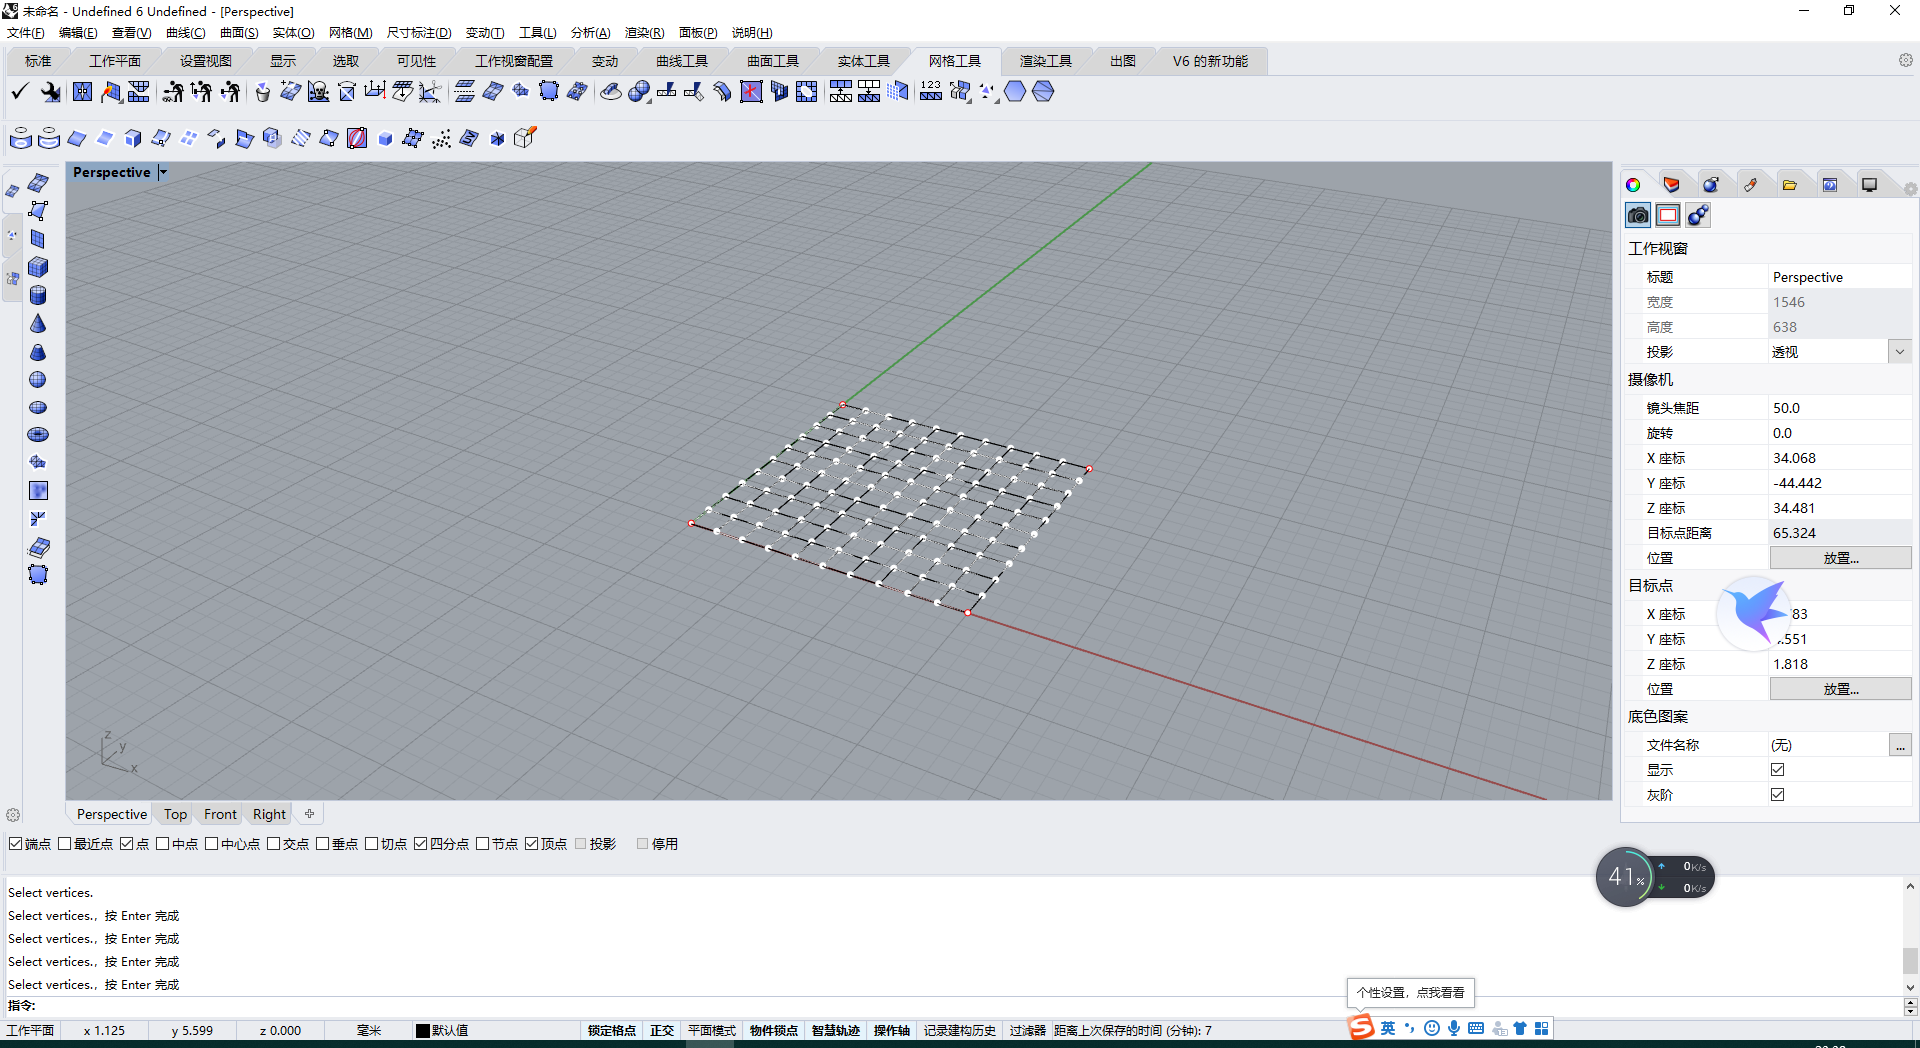 未命名 - Undefined 6 Undefined - [Perspective]
文件(F) 编辑(E) 查看(V) 曲线(C) 曲面(S) 实体(O) 网格(M) 尺寸标注(D) 变动(T) 工具(L) 分析(A) 渲染(R) 面板(P) 说明(H)
标准 工作平面 设置视图 显示 选取 可见性 工作视窗配置 变动 曲线工具 曲面工具 实体工具 网格工具 渲染工具 出图 V6 的新功能
123
Perspective
工作视窗
标题 Perspective
宽度 1546
高度 638
投影 透视
摄像机
镜头焦距 50.0
旋转 0.0
X 座标 34.068
Y 座标 -44.442
Z 座标 34.481
目标点距离 65.324
位置 放置...
目标点
X 座标 83
Y 座标 .551
Z 座标 1.818
位置 放置...
底色图案
文件名称 (无) ...
显示
灰阶
z
y
x
Perspective Top Front Right
端点 最近点 点 中点 中心点 交点 垂点 切点 四分点 节点 顶点 投影 停用
41% 0K/s
0K/s
Select vertices.
Select vertices., 按 Enter 完成
Select vertices., 按 Enter 完成
Select vertices., 按 Enter 完成
Select vertices., 按 Enter 完成
指令:
个性设置，点我看看
工作平面 x 1.125 y 5.599 z 0.000 毫米 默认值 锁定格点 正交 平面模式 物件锁点 智慧轨迹 操作轴 记录建构历史 过滤器 距离上次保存的时间 (分钟): 7
S 英